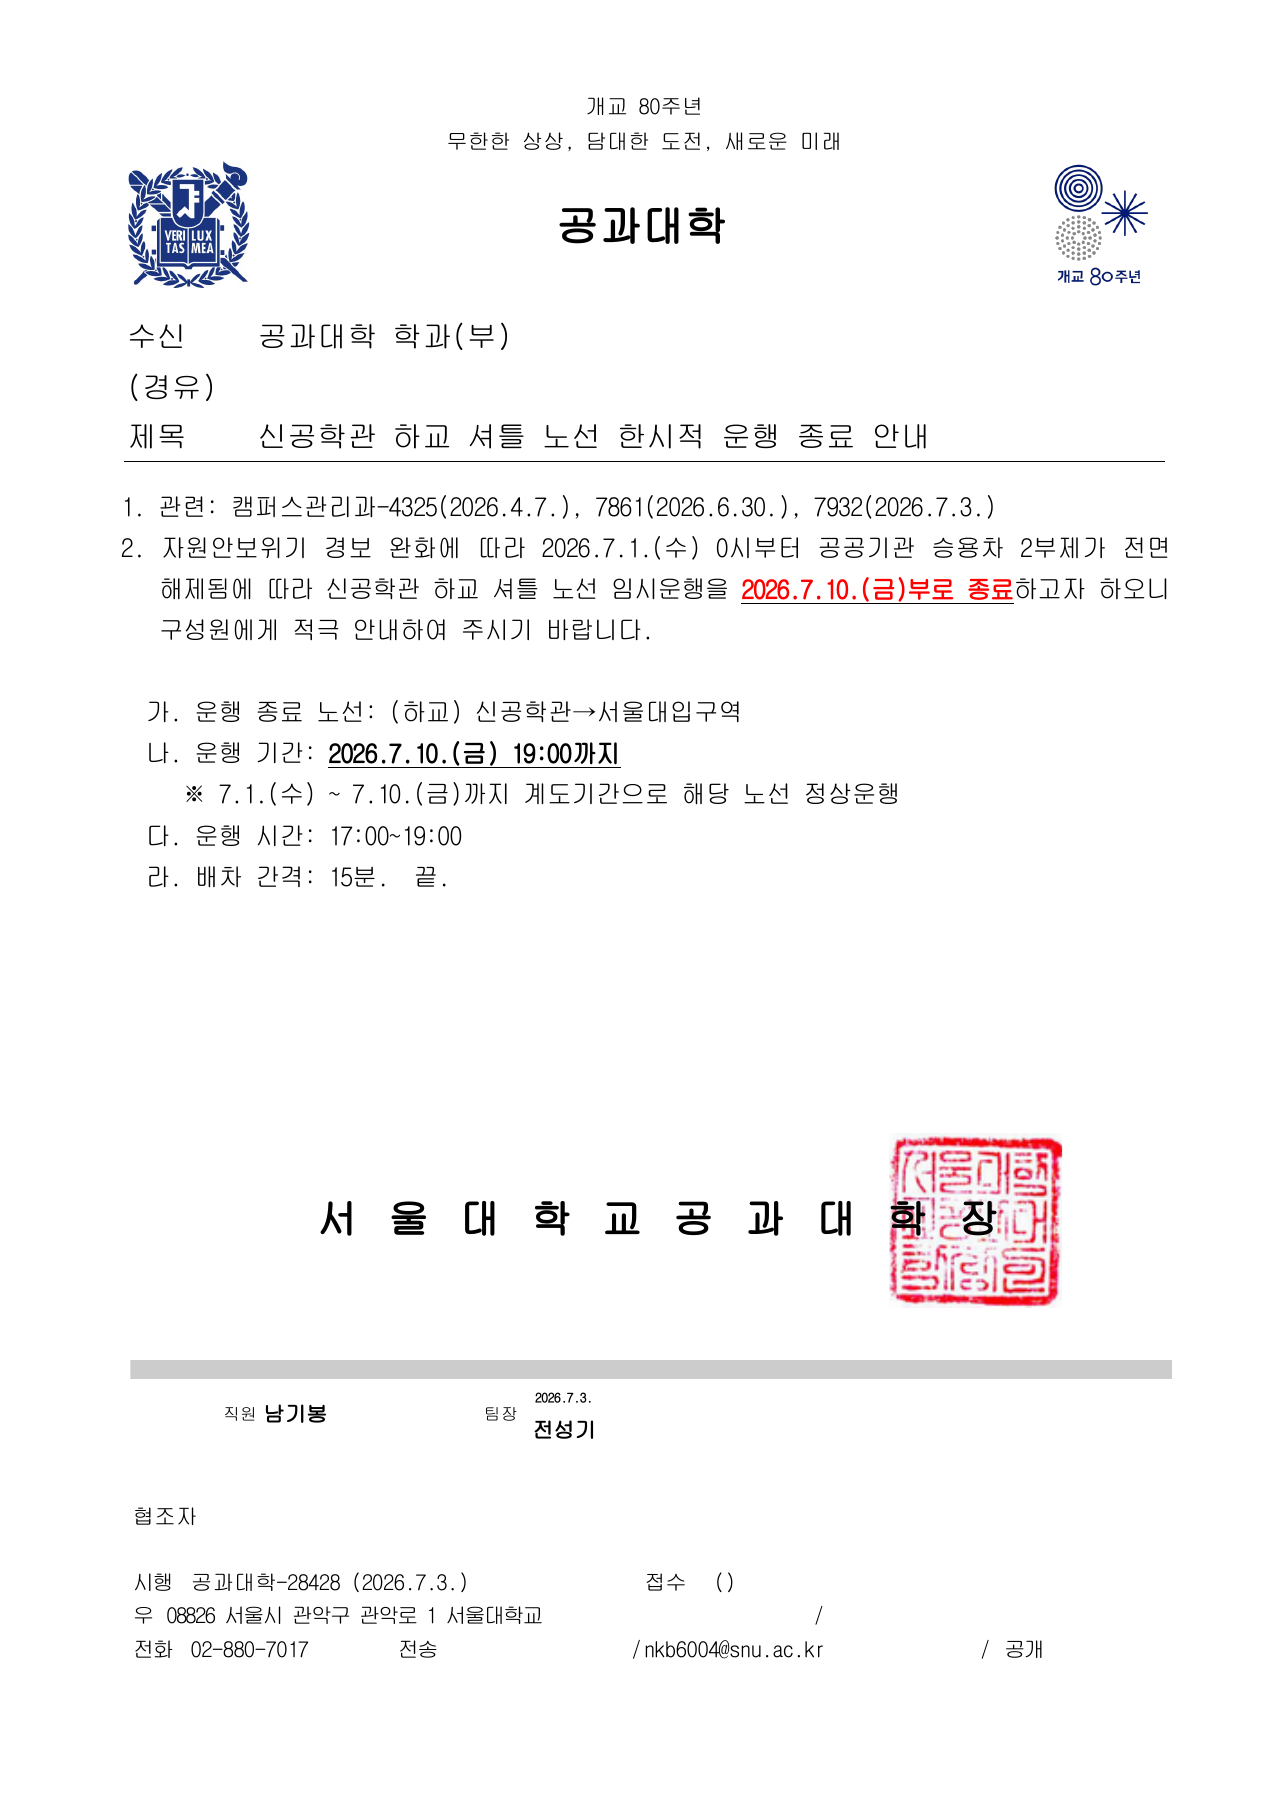 개교 80주년
무한한 상상, 담대한 도전, 새로운 미래
VERI LUX
TAS MEA
공과대학
개교 80주년
수신 공과대학 학과(부)
(경유)
제목 신공학관 하교 셔틀 노선 한시적 운행 종료 안내
1. 관련: 캠퍼스관리과-4325(2026.4.7.), 7861(2026.6.30.), 7932(2026.7.3.)
2. 자원안보위기 경보 완화에 따라 2026.7.1.(수) 0시부터 공공기관 승용차 2부제가 전면
해제됨에 따라 신공학관 하교 셔틀 노선 임시운행을 2026.7.10.(금)부로 종료하고자 하오니
구성원에게 적극 안내하여 주시기 바랍니다.
가. 운행 종료 노선: (하교) 신공학관→서울대입구역
나. 운행 기간: 2026.7.10.(금) 19:00까지
※ 7.1.(수) ~ 7.10.(금)까지 계도기간으로 해당 노선 정상운행
다. 운행 시간: 17:00~19:00
라. 배차 간격: 15분. 끝.
서 울 대 학 교 공 과 대 학 장
직원 남기봉 팀장 2026.7.3. 전성기
협조자
시행 공과대학-28428 (2026.7.3.) 접수 ()
우 08826 서울시 관악구 관악로 1 서울대학교 /
전화 02-880-7017 전송 /nkb6004@snu.ac.kr / 공개